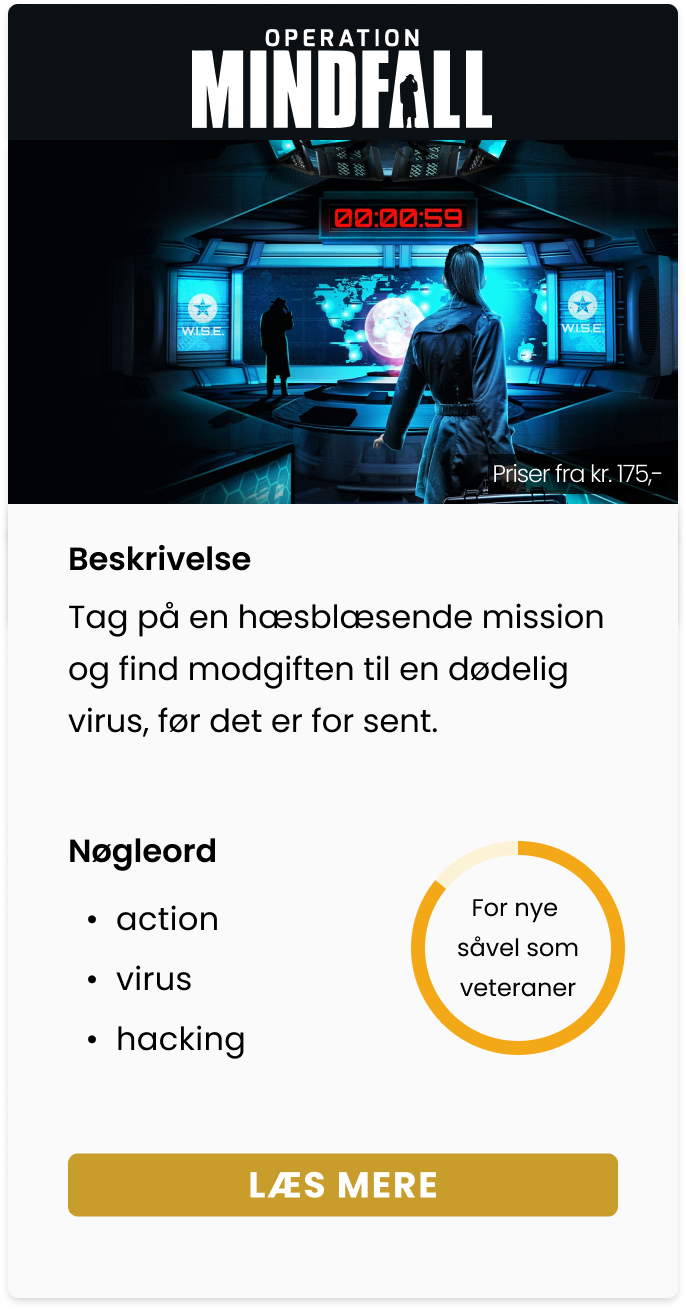 OPERATION
MINDFALL
00:00:59
W.I.S.E.
W.I.S.E.
Priser fra kr. 175,-
Beskrivelse
Tag på en hæsblæsende mission
og find modgiften til en dødelig
virus, før det er for sent.
Nøgleord
• action
• virus
• hacking
For nye
såvel som
veteraner
LÆS MERE